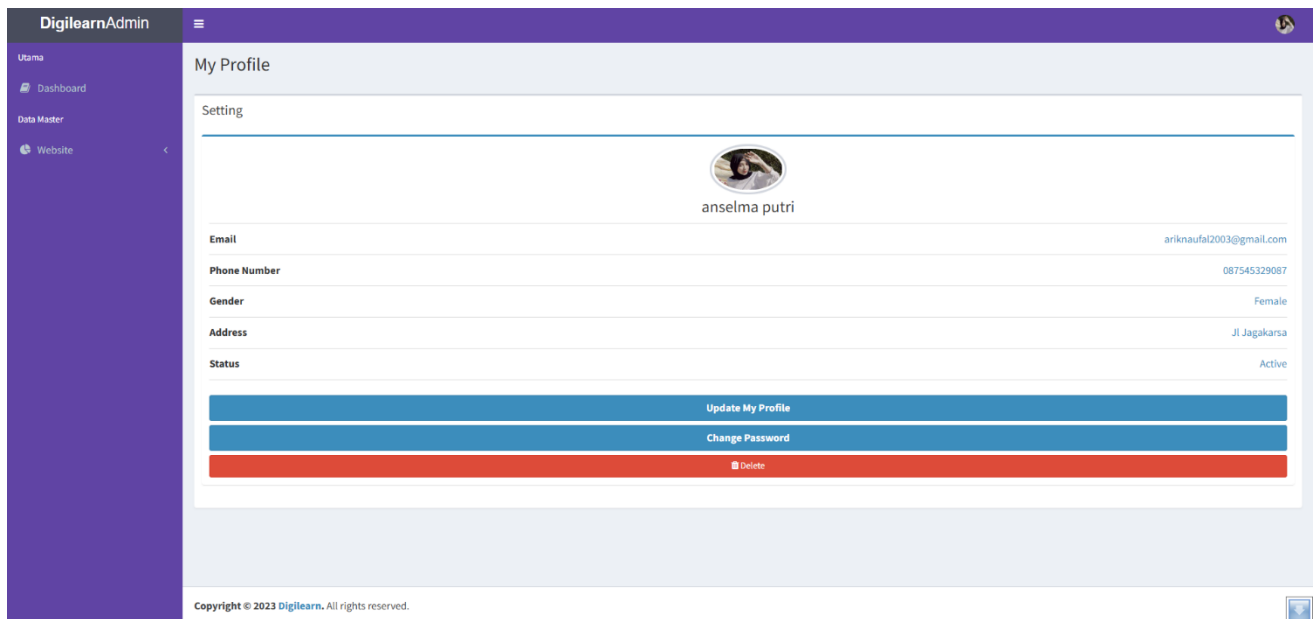 DigilearnAdmin
Utama
My Profile
Dashboard
Setting
Data Master
Website
anselma putri
Email ariknaufal2003@gmail.com
Phone Number 087545329087
Gender Female
Address Jl Jagakarsa
Status Active
Update My Profile
Change Password
Delete
Copyright © 2023 Digilearn. All rights reserved.